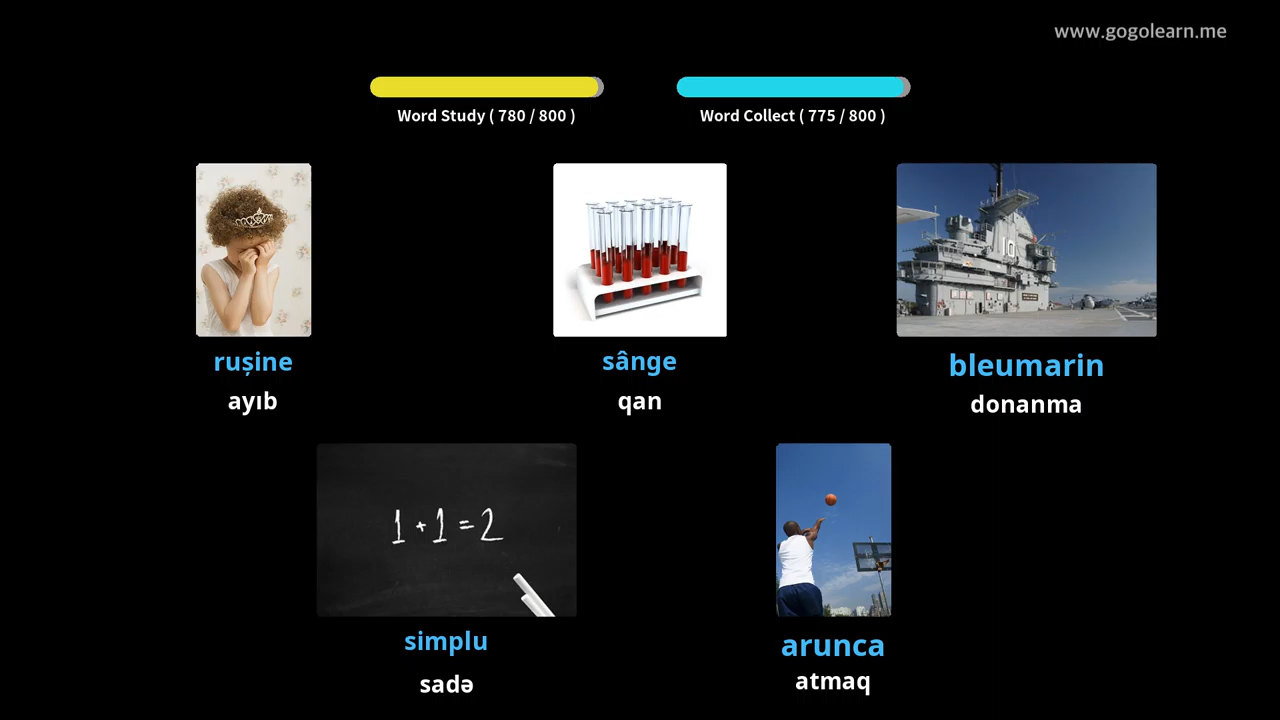 www.gogolearn.me
Word Study ( 780 / 800 )
Word Collect ( 775 / 800 )
rușine
ayıb
sânge
qan
16
bleumarin
donanma
1 + 1 = 2
simplu
sadə
arunca
atmaq